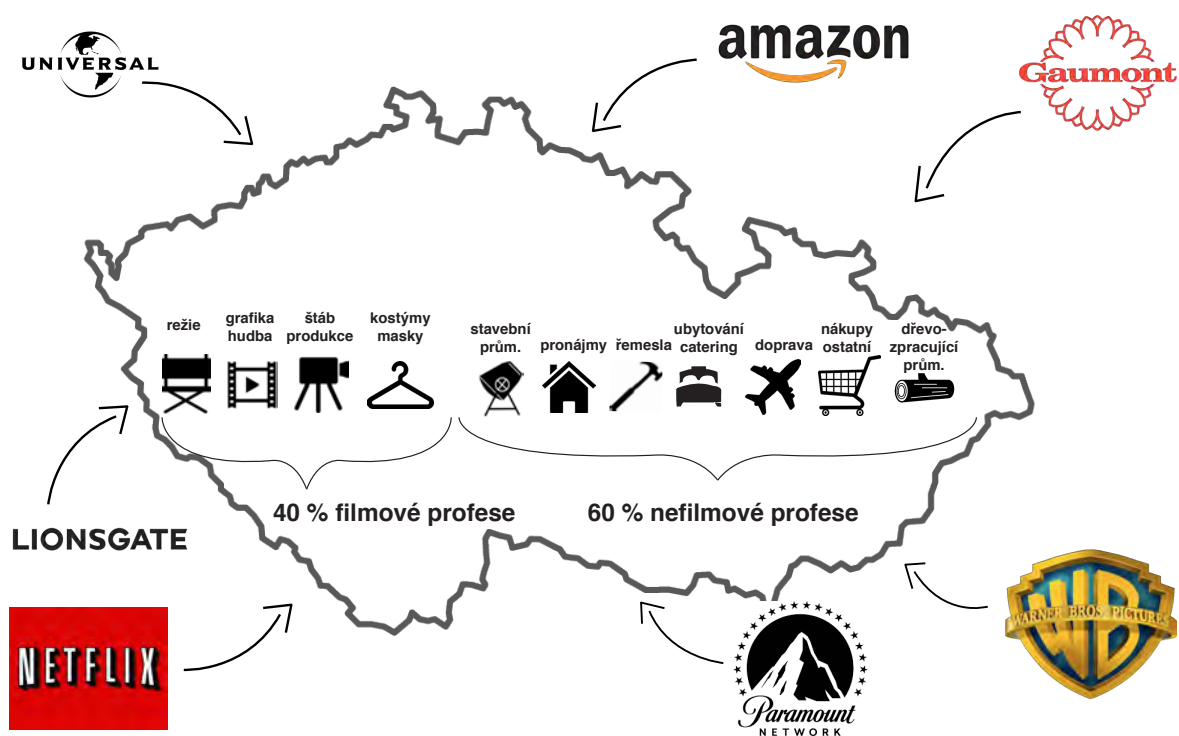 UNIVERSAL
amazon
Gaumont
režie
grafika
hudba
štáb
produkce
kostýmy
masky
stavební
prům.
pronájmy
řemesla
ubytování
catering
doprava
nákupy
ostatní
dřevo-
zpracující
prům.
40 % filmové profese
60 % nefilmové profese
LIONSGATE
NETFLIX
Paramount
NETWORK
WB
WARNER BROS. PICTURES